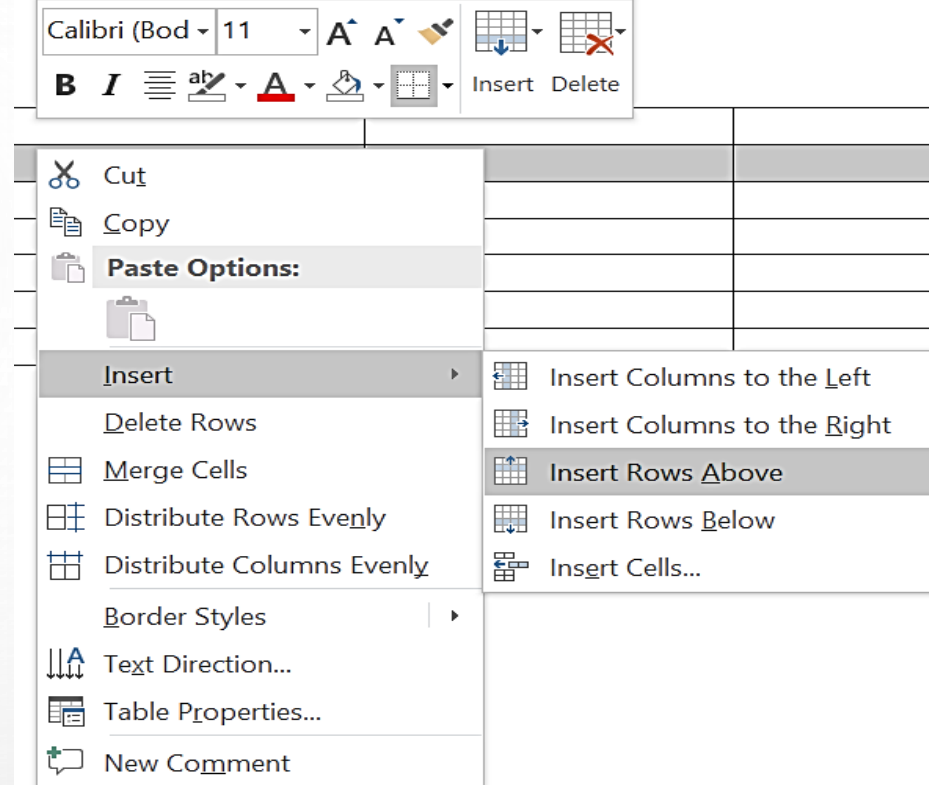 Calibri (Bod 11 A A
B I ab A Insert Delete
Cut
Copy
Paste Options:
Insert
Delete Rows
Merge Cells
Distribute Rows Evenly
Distribute Columns Evenly
Border Styles
Text Direction...
Table Properties...
New Comment
Insert Columns to the Left
Insert Columns to the Right
Insert Rows Above
Insert Rows Below
Insert Cells...